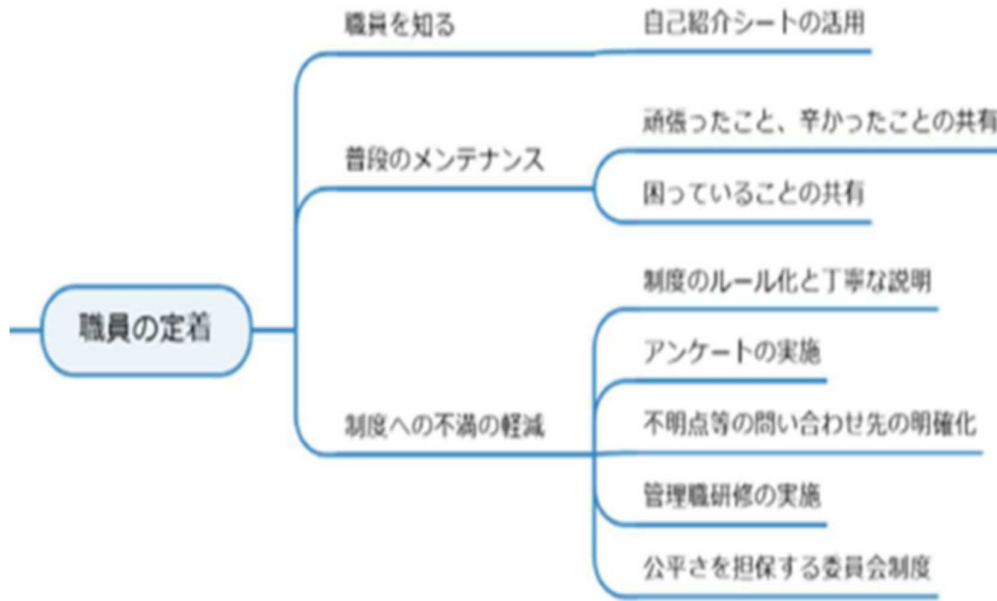 職員の定着
職員を知る
自己紹介シートの活用
普段のメンテナンス
頑張ったこと、辛かったことの共有
困っていることの共有
制度への不満の軽減
制度のルール化と丁寧な説明
アンケートの実施
不明点等の問い合わせ先の明確化
管理職研修の実施
公平さを担保する委員会制度